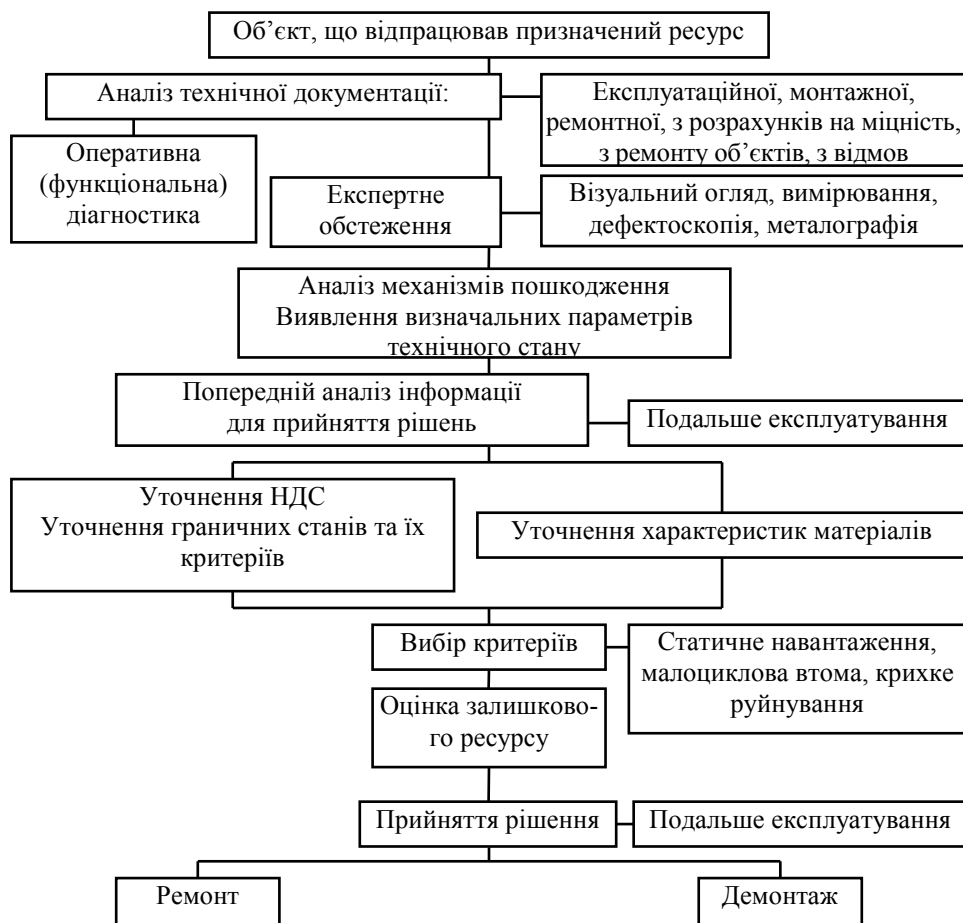 Об’єкт, що відпрацював призначений ресурс
Аналіз технічної документації:
Експлуатаційної, монтажної,
ремонтної, з розрахунків на міцність,
з ремонту об’єктів, з відмов
Оперативна
(функціональна)
діагностика
Експертне
обстеження
Візуальний огляд, вимірювання,
дефектоскопія, металографія
Аналіз механізмів пошкодження
Виявлення визначальних параметрів
технічного стану
Попередній аналіз інформації
для прийняття рішень
Подальше експлуатування
Уточнення НДС
Уточнення граничних станів та їх
критеріїв
Уточнення характеристик матеріалів
Вибір критеріїв
Статичне навантаження,
малоциклова втома, крихке
руйнування
Оцінка залишково-
го ресурсу
Прийняття рішення
Подальше експлуатування
Ремонт
Демонтаж